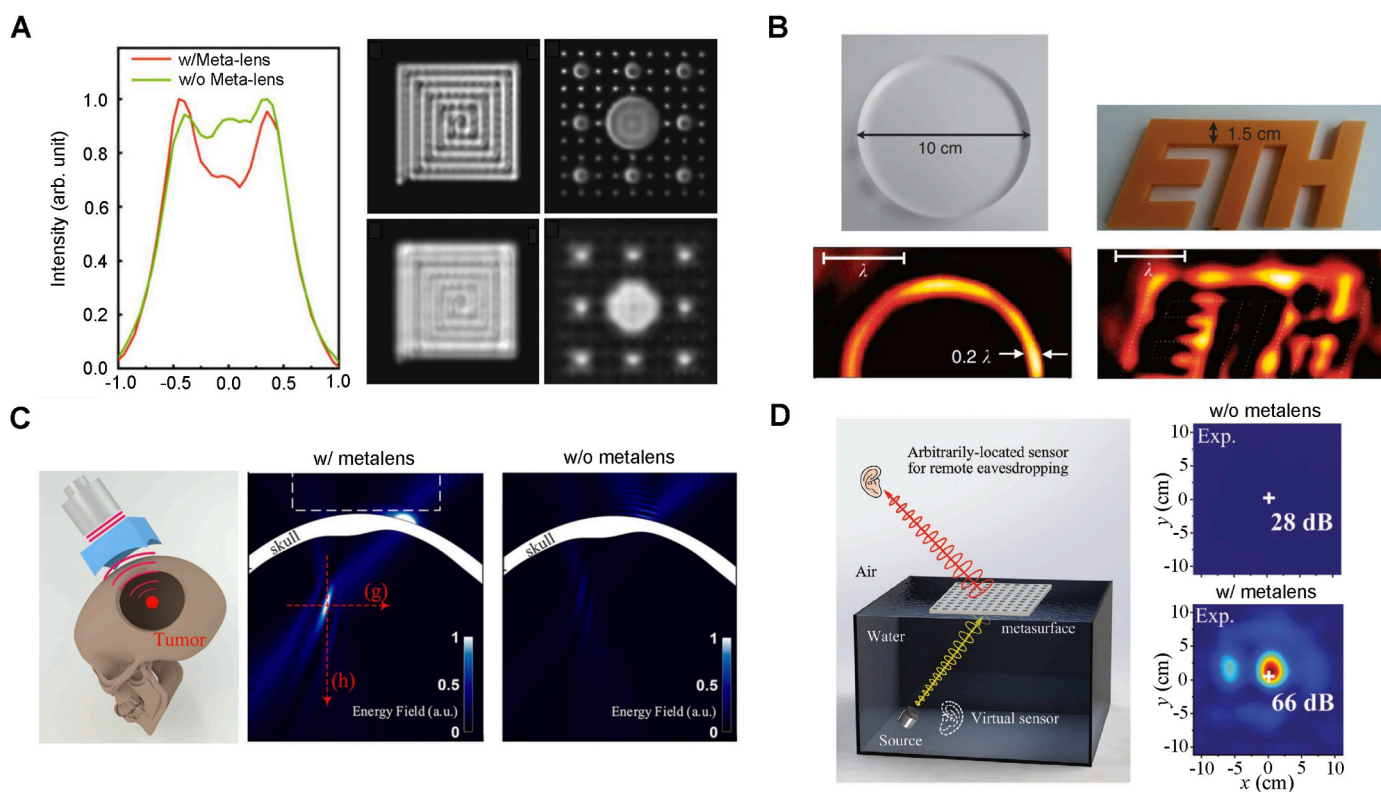 A
w/Meta-lens
w/o Meta-lens
Intensity (arb. unit)
1.0
0.8
0.6
0.4
0.2
0.0
-1.0
-0.5
0.0
0.5
1.0
B
10 cm
1.5 cm
ETH
λ
0.2 λ
λ
C
Tumor
w/ metalens
skull
(g)
(h)
1
0.5
0
Energy Field (a.u.)
w/o metalens
skull
1
0.5
0
Energy Field (a.u.)
D
Arbitrarily-located sensor
for remote eavesdropping
Air
Water
metasurface
Virtual sensor
Source
w/o metalens
Exp.
28 dB
10
5
0
-5
-10
y (cm)
w/ metalens
Exp.
66 dB
10
5
0
-5
-10
y (cm)
-10
-5
0
5
10
x (cm)